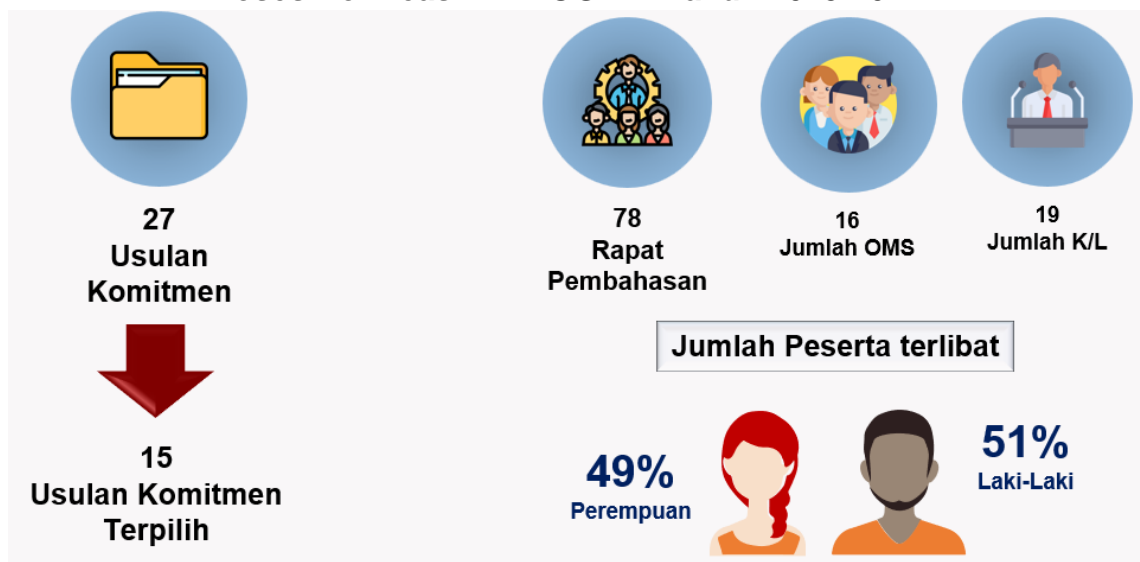 27
Usulan
Komitmen
15
Usulan Komitmen
Terpilih
78
Rapat
Pembahasan
16
Jumlah OMS
19
Jumlah K/L
Jumlah Peserta terlibat
49%
Perempuan
51%
Laki-Laki